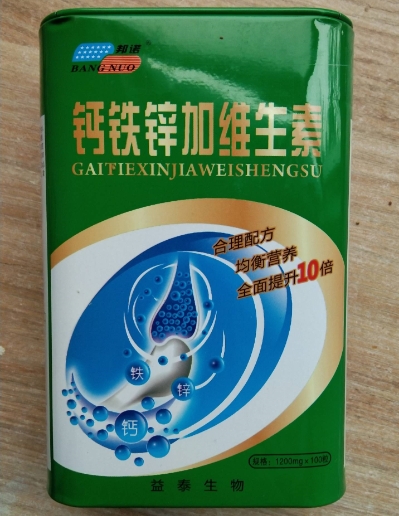 邦诺
BANG NUO
钙铁锌加维生素
GAITIEXINJIAWEISHENGSU
合理配方
均衡营养
全面提升10倍
铁
锌
钙
规格：1200mg×100粒
益泰生物